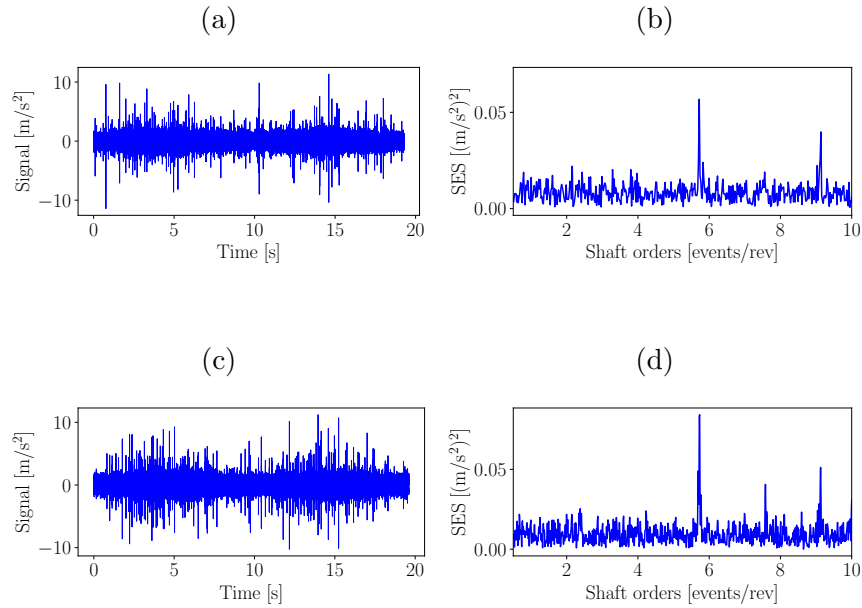 (a)
(b)
Signal [m/s²]
10
0
−10
0
5
10
15
20
Time [s]
SES [(m/s²)²]
0.05
0.00
2
4
6
8
10
Shaft orders [events/rev]
(c)
(d)
Signal [m/s²]
10
0
−10
0
5
10
15
20
Time [s]
SES [(m/s²)²]
0.05
0.00
2
4
6
8
10
Shaft orders [events/rev]